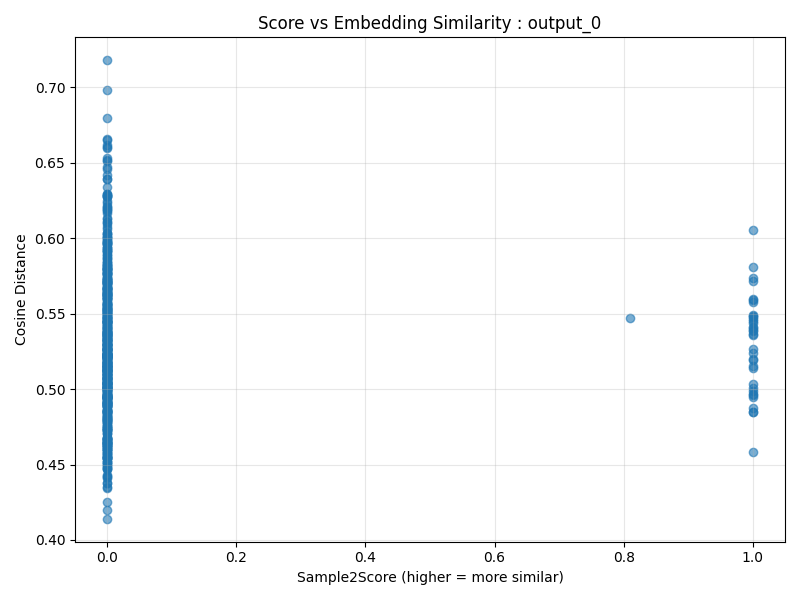 Score vs Embedding Similarity : output_0
Cosine Distance
0.70
0.65
0.60
0.55
0.50
0.45
0.40
0.0 0.2 0.4 0.6 0.8 1.0
Sample2Score (higher = more similar)